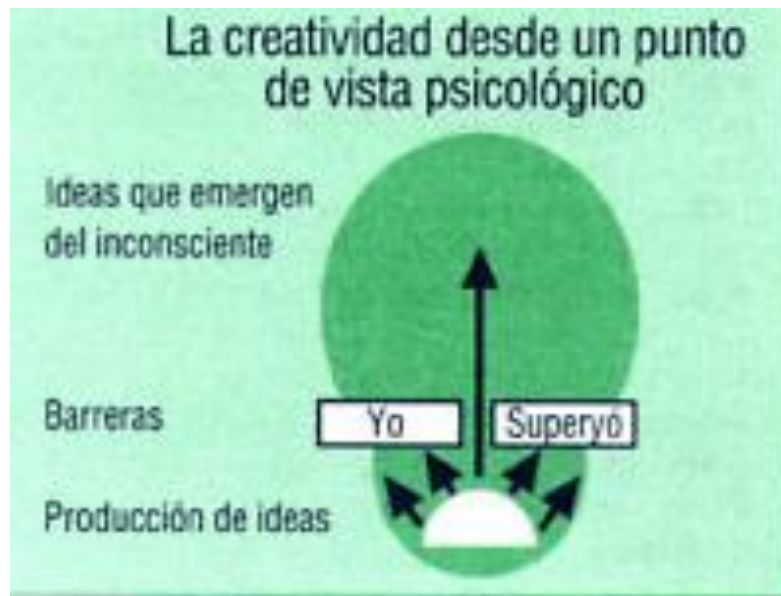 La creatividad desde un punto
de vista psicológico
Ideas que emergen
del inconsciente
Barreras
Yo
Superyó
Producción de ideas